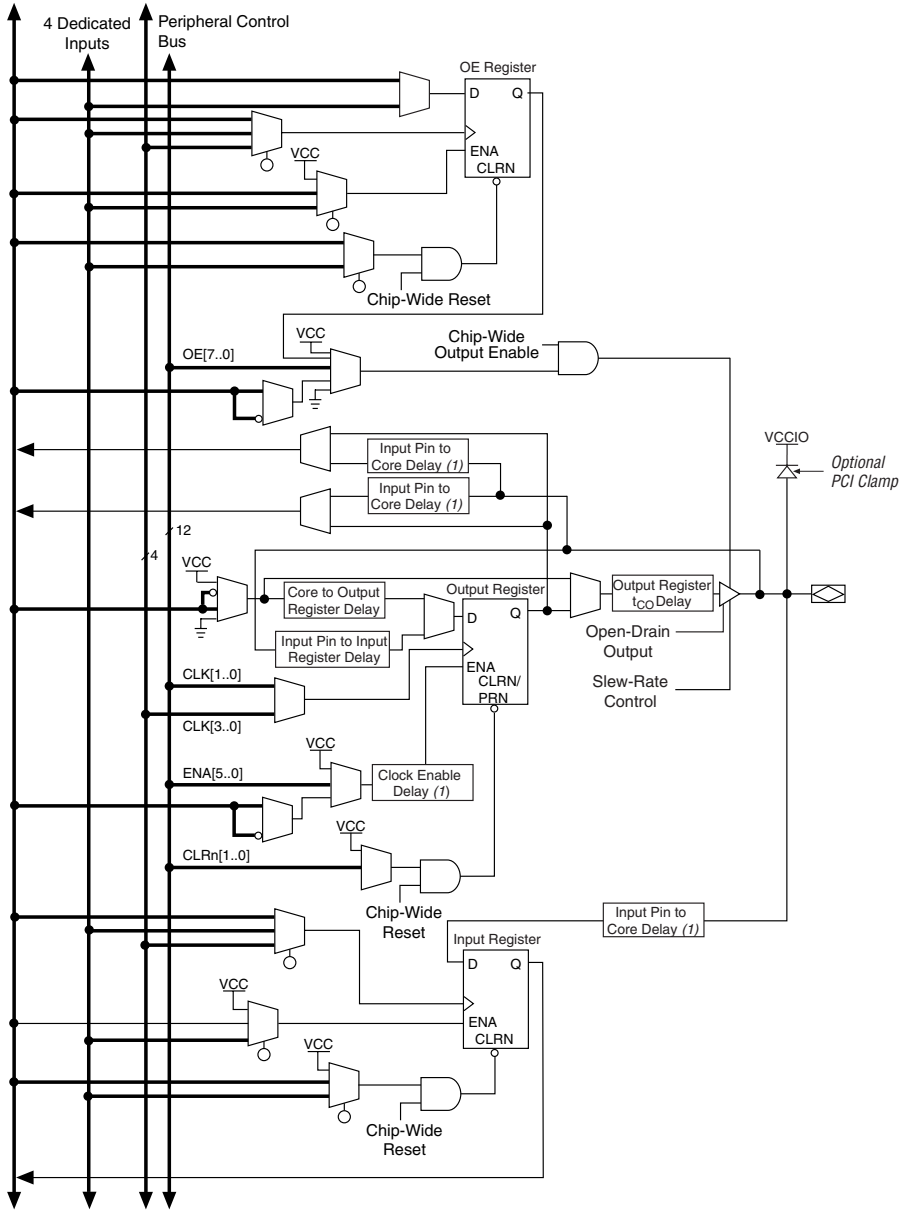 4 Dedicated
Inputs
Peripheral Control
Bus
OE Register
D Q
ENA
CLRN
VCC
Chip-Wide Reset
VCC
OE[7..0]
Chip-Wide
Output Enable
Input Pin to
Core Delay (1)
Input Pin to
Core Delay (1)
VCCIO
Optional
PCI Clamp
12
4
VCC
Core to Output
Register Delay
Input Pin to Input
Register Delay
Output Register
D Q
ENA
CLRN/
PRN
Output Register
tCO Delay
Open-Drain
Output
Slew-Rate
Control
CLK[1..0]
CLK[3..0]
VCC
ENA[5..0]
Clock Enable
Delay (1)
VCC
CLRn[1..0]
Chip-Wide
Reset
Input Pin to
Core Delay (1)
Input Register
D Q
ENA
CLRN
VCC
VCC
Chip-Wide
Reset